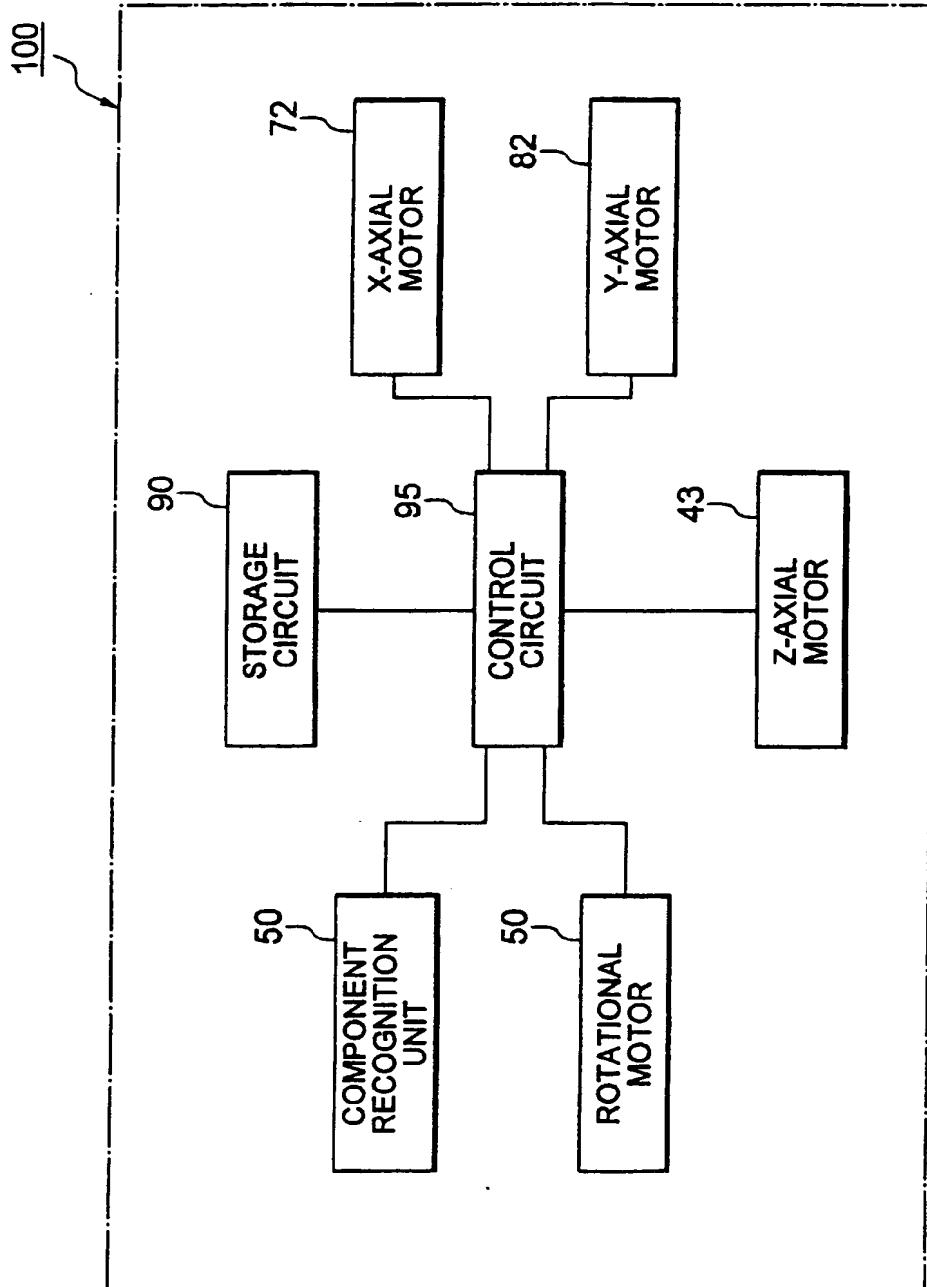 100
90
STORAGE
CIRCUIT
50
COMPONENT
RECOGNITION
UNIT
72
X-AXIAL
MOTOR
95
CONTROL
CIRCUIT
50
ROTATIONAL
MOTOR
82
Y-AXIAL
MOTOR
43
Z-AXIAL
MOTOR